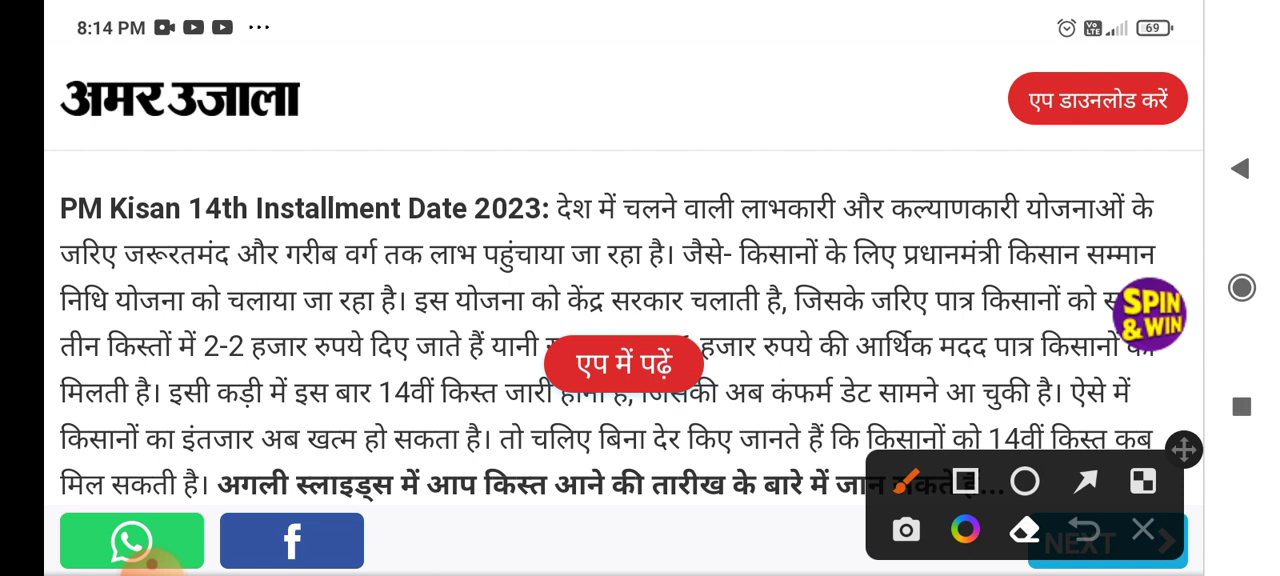 8:14 PM
VO LTE
69
अमर उजाला
एप डाउनलोड करें
PM Kisan 14th Installment Date 2023: देश में चलने वाली लाभकारी और कल्याणकारी योजनाओं के
जरिए जरूरतमंद और गरीब वर्ग तक लाभ पहुंचाया जा रहा है। जैसे- किसानों के लिए प्रधानमंत्री किसान सम्मान
निधि योजना को चलाया जा रहा है। इस योजना को केंद्र सरकार चलाती है, जिसके जरिए पात्र किसानों को
SPIN & WIN
तीन किस्तों में 2-2 हजार रुपये दिए जाते हैं यानी हजार रुपये की आर्थिक मदद पात्र किसानों को
एप में पढ़ें
मिलती है। इसी कड़ी में इस बार 14वीं किस्त जारी होनी है, जिसकी अब कंफर्म डेट सामने आ चुकी है। ऐसे में
किसानों का इंतजार अब खत्म हो सकता है। तो चलिए बिना देर किए जानते हैं कि किसानों को 14वीं किस्त कब
मिल सकती है। अगली स्लाइड्स में आप किस्त आने की तारीख के बारे में जान सकते हैं...
f
NEXT